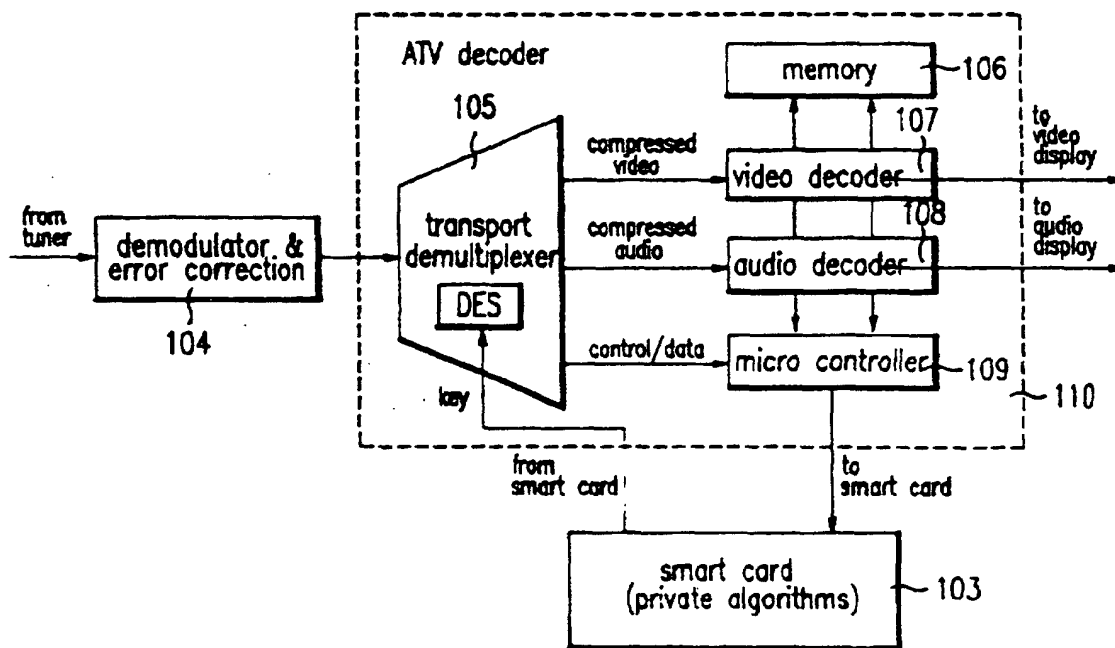 ATV decoder
memory
106
105
107
to
video
display
compressed
video
video decoder
from
tuner
demodulator &
error correction
104
transport
demultiplexer
DES
compressed
audio
108
audio decoder
to
audio
display
control/data
micro controller
109
110
key
from
smart card
to
smart card
smart card
(private algorithms)
103